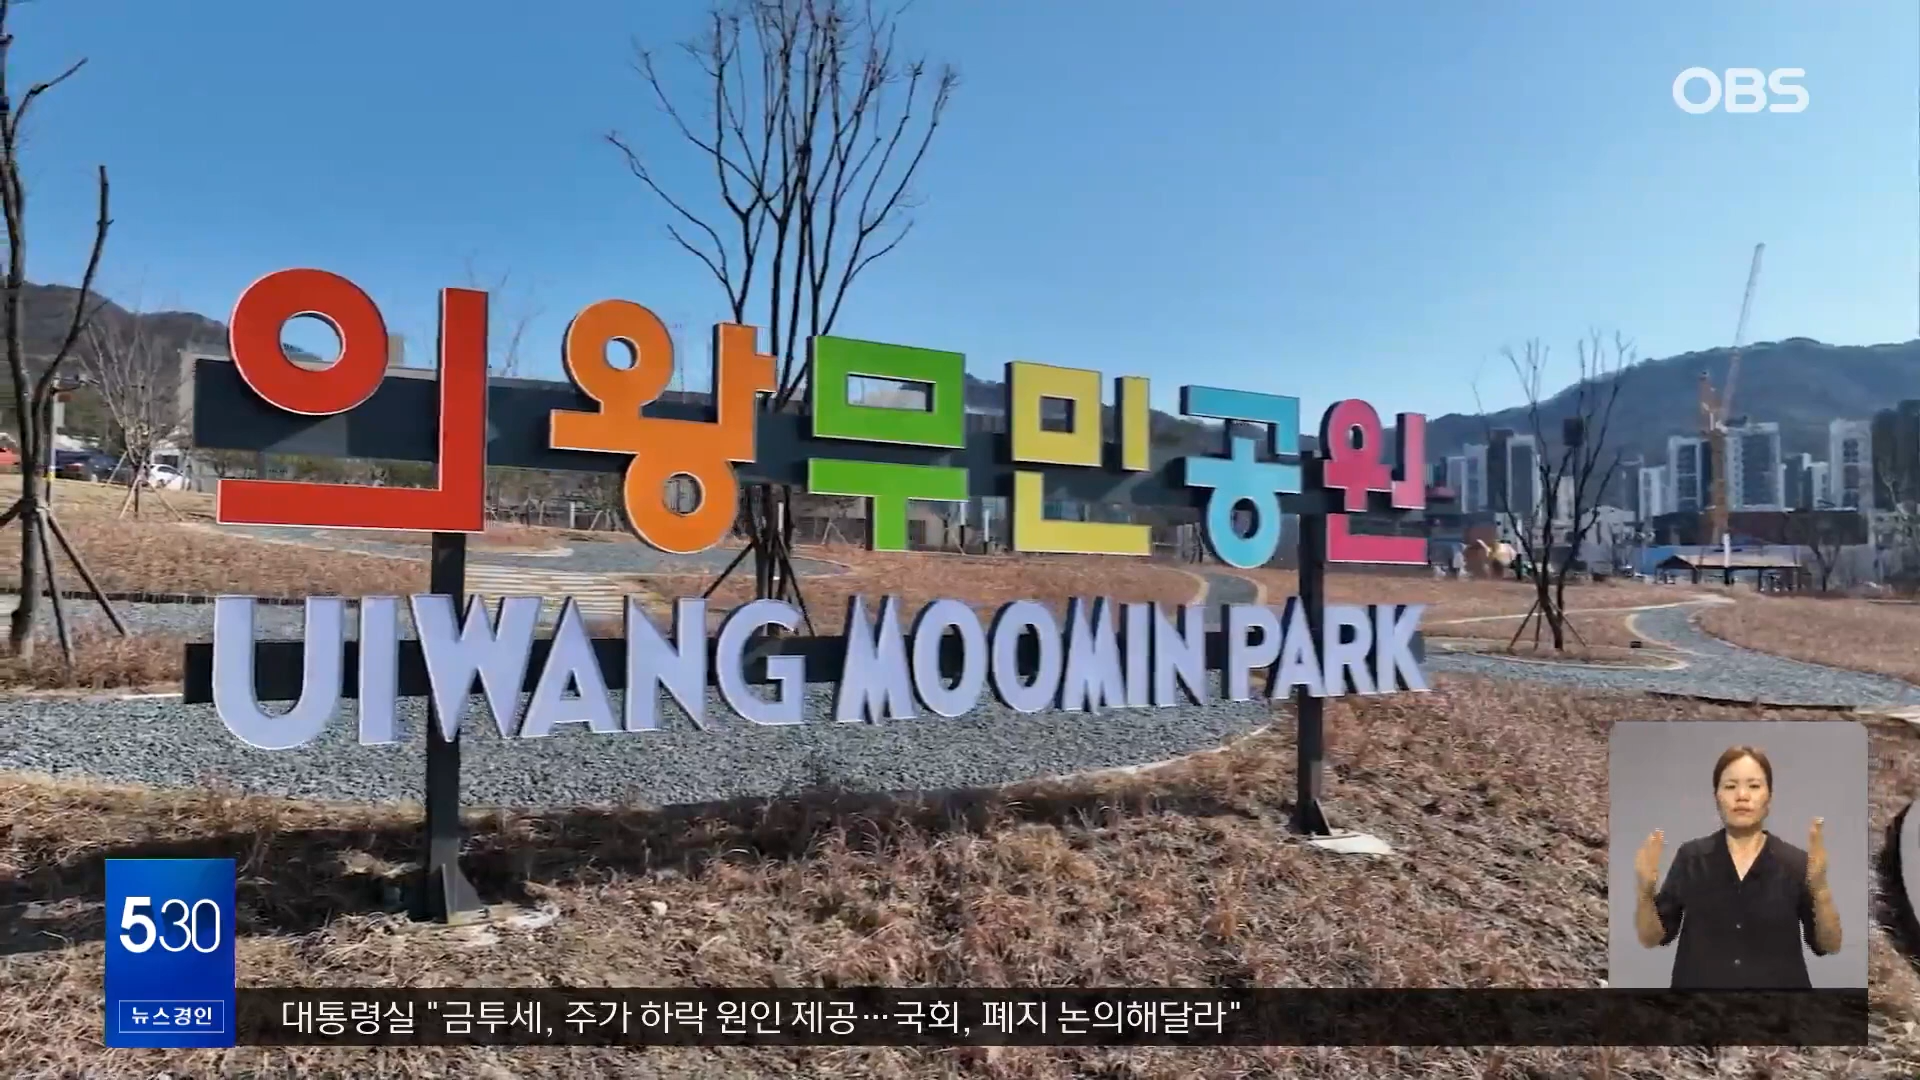 OBS
의왕무민공원
UIWANG MOOMIN PARK
530
뉴스경인
대통령실 "금투세, 주가 하락 원인 제공…국회, 폐지 논의해달라"